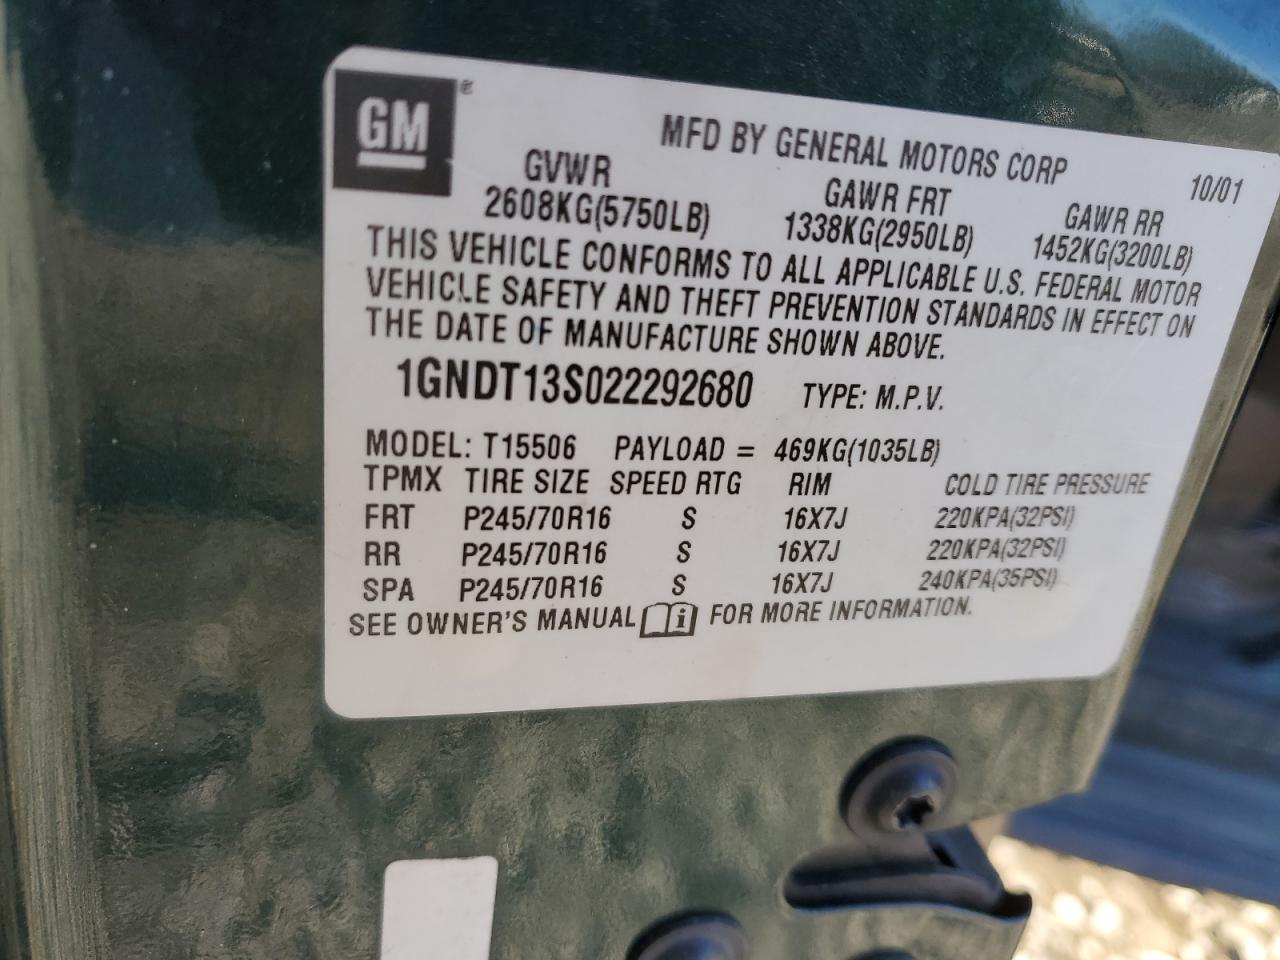 GM
MFD BY GENERAL MOTORS CORP
10/01
GVWR GAWR FRT GAWR RR
2608KG(5750LB) 1338KG(2950LB) 1452KG(3200LB)
THIS VEHICLE CONFORMS TO ALL APPLICABLE U.S. FEDERAL MOTOR
VEHICLE SAFETY AND THEFT PREVENTION STANDARDS IN EFFECT ON
THE DATE OF MANUFACTURE SHOWN ABOVE.
1GNDT13S022292680 TYPE: M.P.V.
MODEL: T15506 PAYLOAD = 469KG(1035LB)
TPMX TIRE SIZE SPEED RTG RIM COLD TIRE PRESSURE
FRT P245/70R16 S 16X7J 220KPA(32PSI)
RR P245/70R16 S 16X7J 220KPA(32PSI)
SPA P245/70R16 S 16X7J 240KPA(35PSI)
SEE OWNER'S MANUAL FOR MORE INFORMATION.